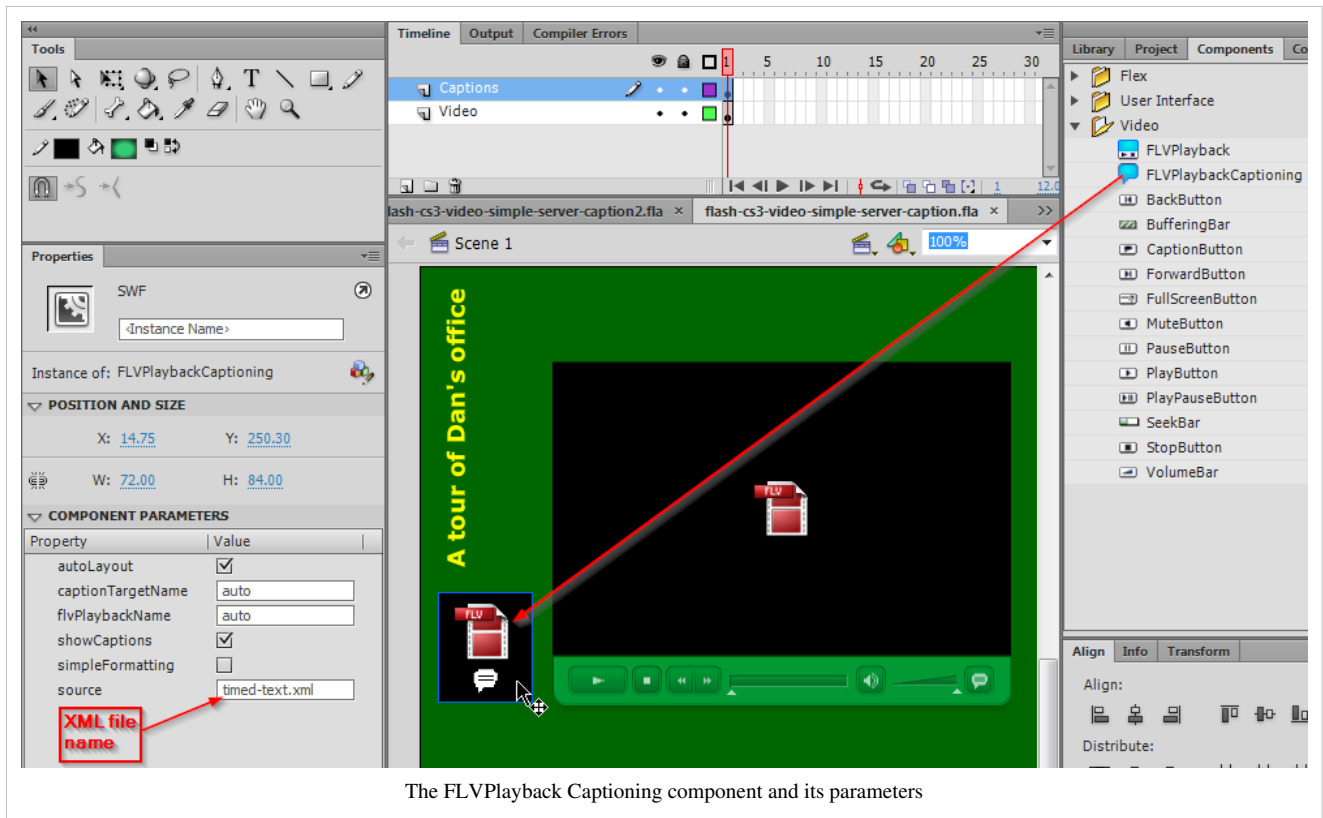 Tools
T
Properties
SWF
<Instance Name>
Instance of: FLVPlaybackCaptioning
POSITION AND SIZE
X: 14.75 Y: 250.30
W: 72.00 H: 84.00
COMPONENT PARAMETERS
Property Value
autoLayout
captionTargetName auto
flvPlaybackName auto
showCaptions
simpleFormatting
source timed-text.xml
XML file
name
Timeline Output Compiler Errors
1 5 10 15 20 25 30
Captions
Video
1 12.0
lash-cs3-video-simple-server-caption2.fla × flash-cs3-video-simple-server-caption.fla × >>
Scene 1 100%
A tour of Dan's office
FLV
FLV
Library Project Components Co
Flex
User Interface
Video
FLVPlayback
FLVPlaybackCaptioning
BackButton
BufferingBar
CaptionButton
ForwardButton
FullScreenButton
MuteButton
PauseButton
PlayButton
PlayPauseButton
SeekBar
StopButton
VolumeBar
Align Info Transform
Align:
Distribute:
The FLVPlayback Captioning component and its parameters